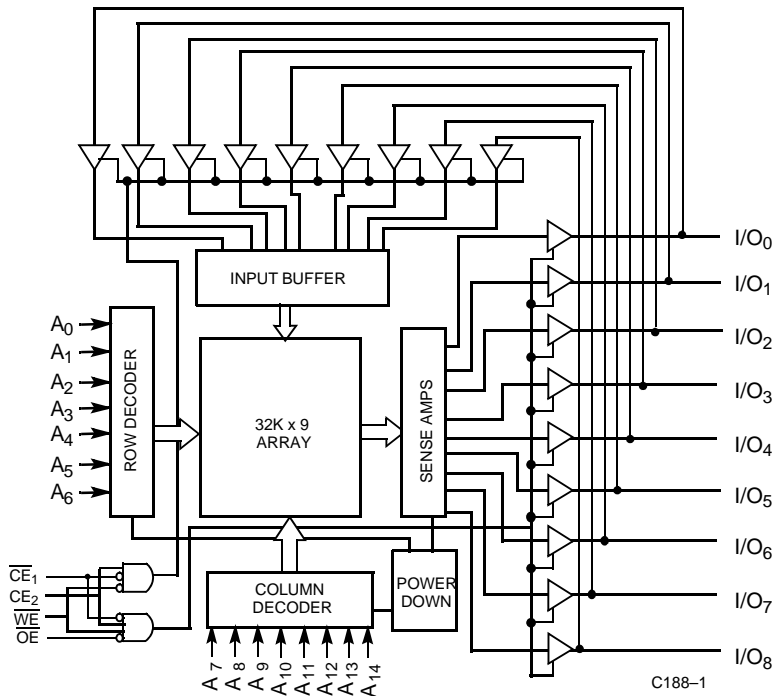 INPUT BUFFER
I/O0
I/O1
I/O2
I/O3
I/O4
I/O5
I/O6
I/O7
I/O8
A0
A1
A2
A3
A4
A5
A6
ROW DECODER
32K x 9
ARRAY
SENSE AMPS
CE1
CE2
WE
OE
COLUMN
DECODER
POWER
DOWN
A7
A8
A9
A10
A11
A12
A13
A14
C188–1